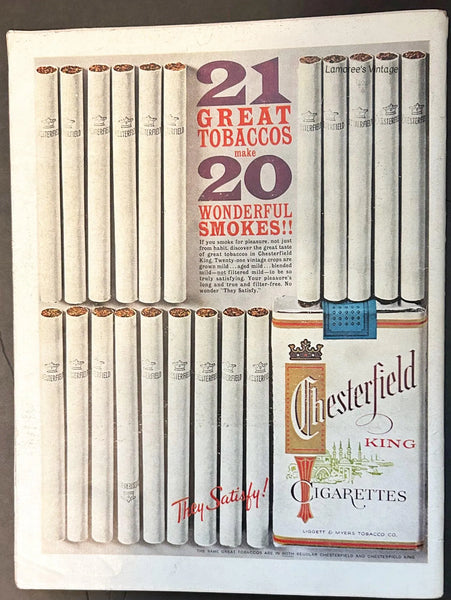 21
GREAT
TOBACCOS
make
20
WONDERFUL
SMOKES!!
If you smoke for pleasure, not just
from habit, discover the great taste
of great tobaccos in Chesterfield
King. Twenty-one vintage crops are
grown mild...aged mild...blended
mild—not filtered mild—to be so
truly satisfying. Your pleasure's
long and true and filter-free. No
wonder "They Satisfy."
Lamaree's Vintage
CHESTERFIELD
Chesterfield
KING
CIGARETTES
LIGGETT & MYERS TOBACCO CO.
They Satisfy!
THE SAME GREAT TOBACCOS ARE IN BOTH REGULAR CHESTERFIELD AND CHESTERFIELD KING